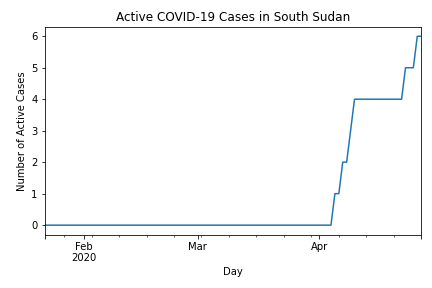 Active COVID-19 Cases in South Sudan
Number of Active Cases
6
5
4
3
2
1
0
Feb
2020
Mar
Apr
Day